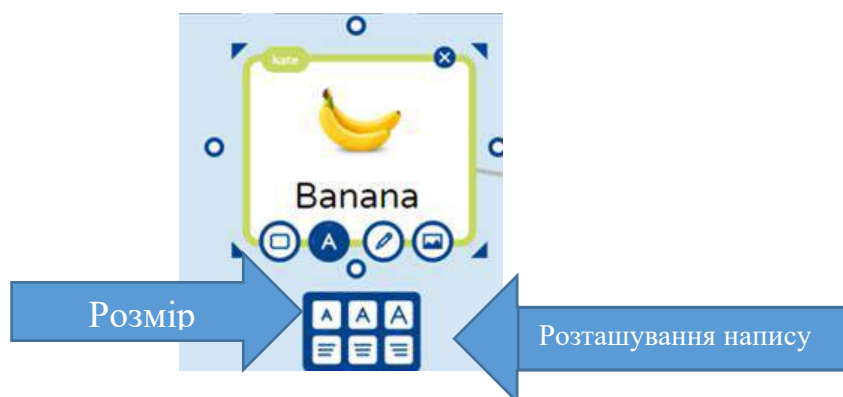 kate
Banana
A
A A A
Розмір
Розташування напису